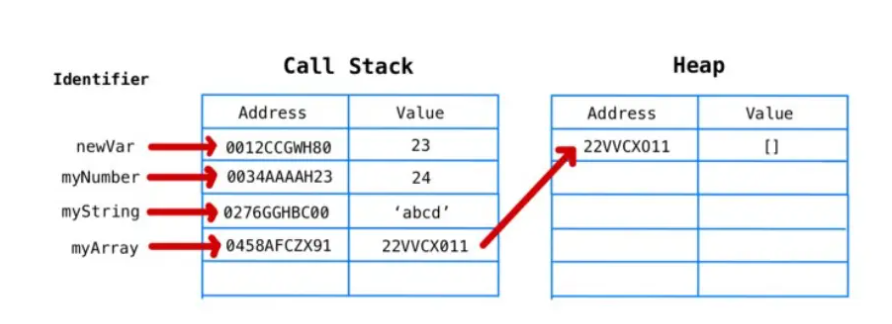 Call Stack Heap
Identifier
Address Value Address Value
newVar 0012CCGWH80 23 22VVCX011 []
myNumber 0034AAAAH23 24
myString 0276GGHBC00 ‘abcd’
myArray 0458AFCZX91 22VVCX011